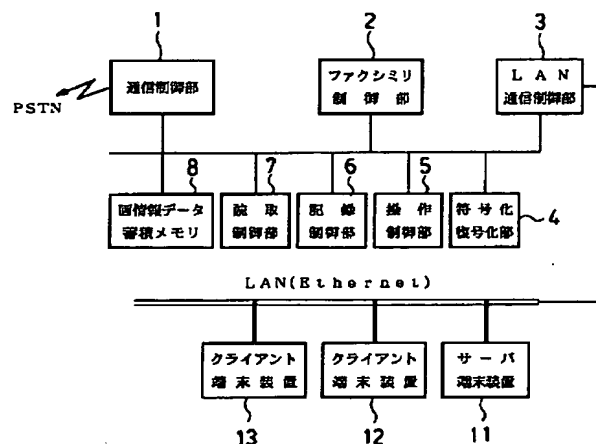 1
2
3
通信制御部
ファクシミリ
制御部
LAN
通信制御部
PSTN
8
7
6
5
画情報データ
蓄積メモリ
読取
制御部
記録
制御部
操作
制御部
符号化
復号化部
4
LAN(Ethernet)
クライアント
端末装置
クライアント
端末装置
サーバ
端末装置
13
12
11